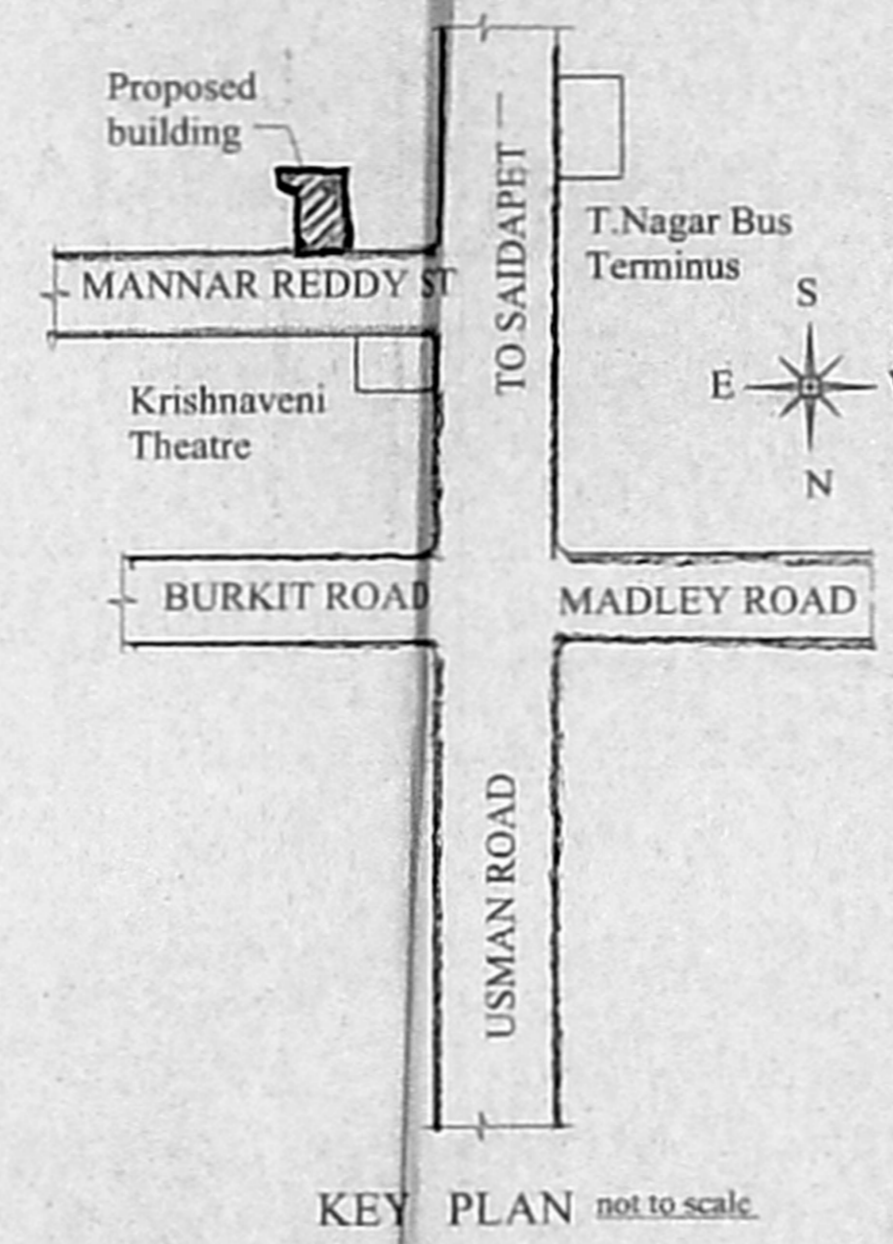 Proposed
building
TO SAIDAPET
T.Nagar Bus
Terminus
MANNAR REDDY ST
S
E
N
Krishnaveni
Theatre
BURKIT ROAD
MADLEY ROAD
USMAN ROAD
KEY PLAN not to scale